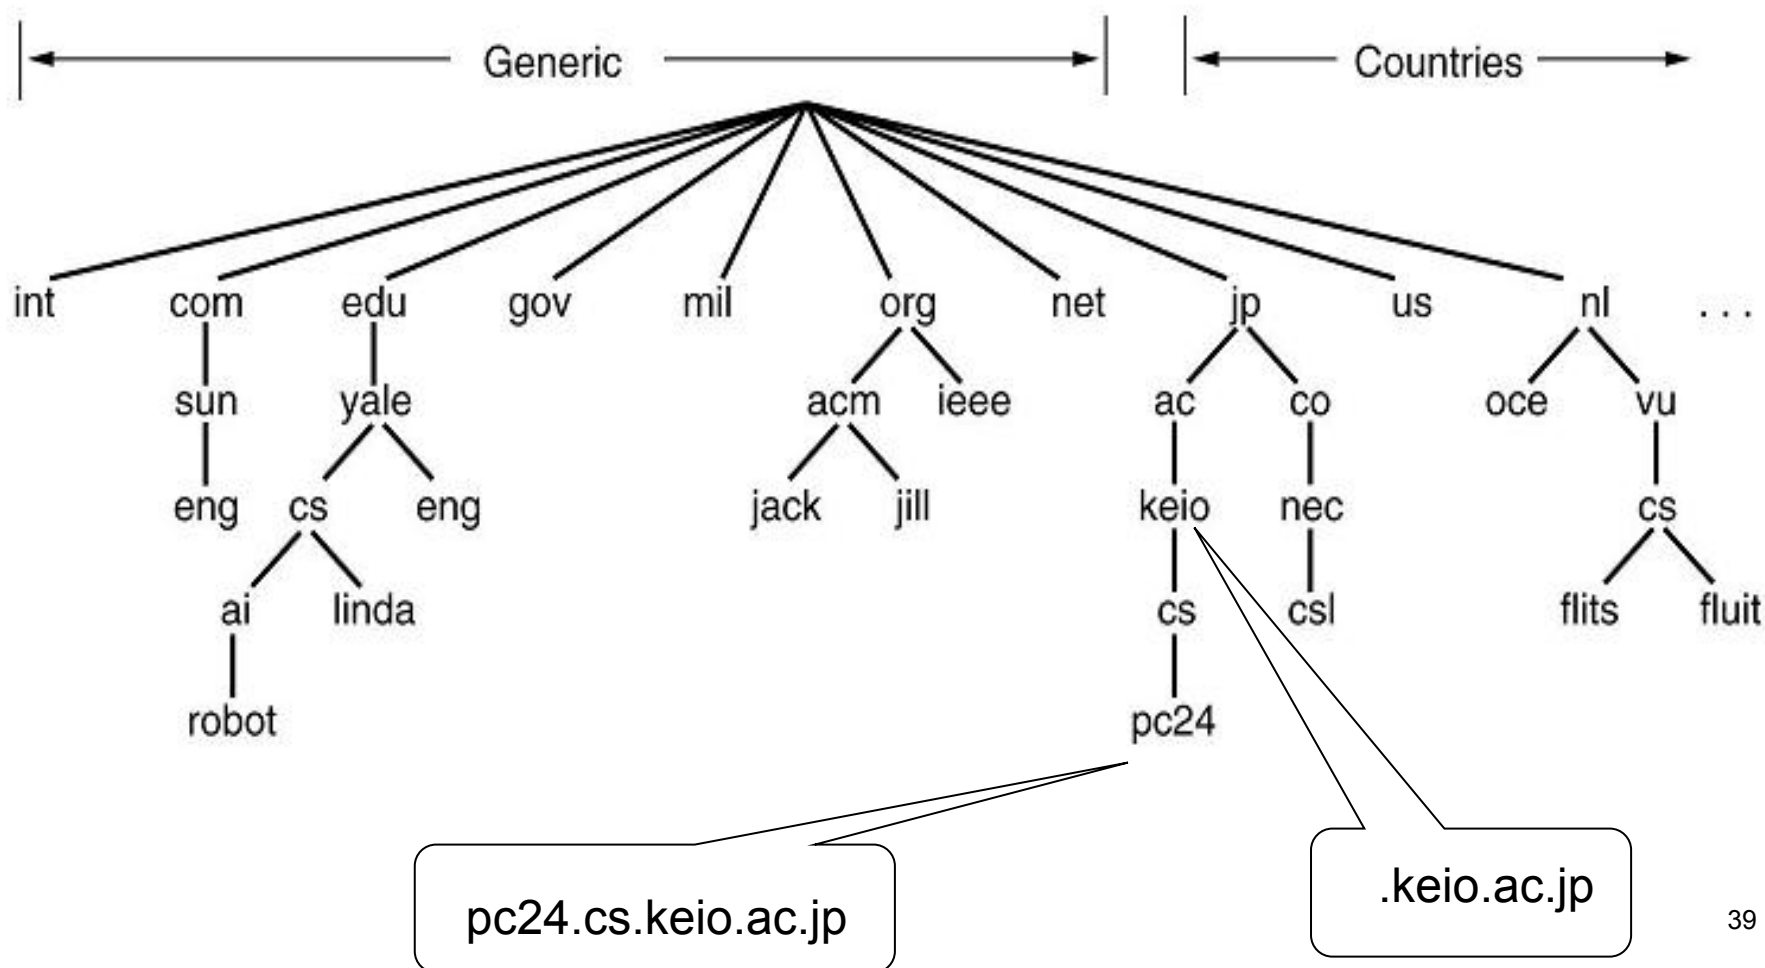 Generic Countries
int com edu gov mil org net jp us nl . . .
sun yale acm ieee ac co oce vu
eng cs eng jack jill keio nec cs
ai linda cs csl flits fluit
robot pc24
.keio.ac.jp
pc24.cs.keio.ac.jp
39